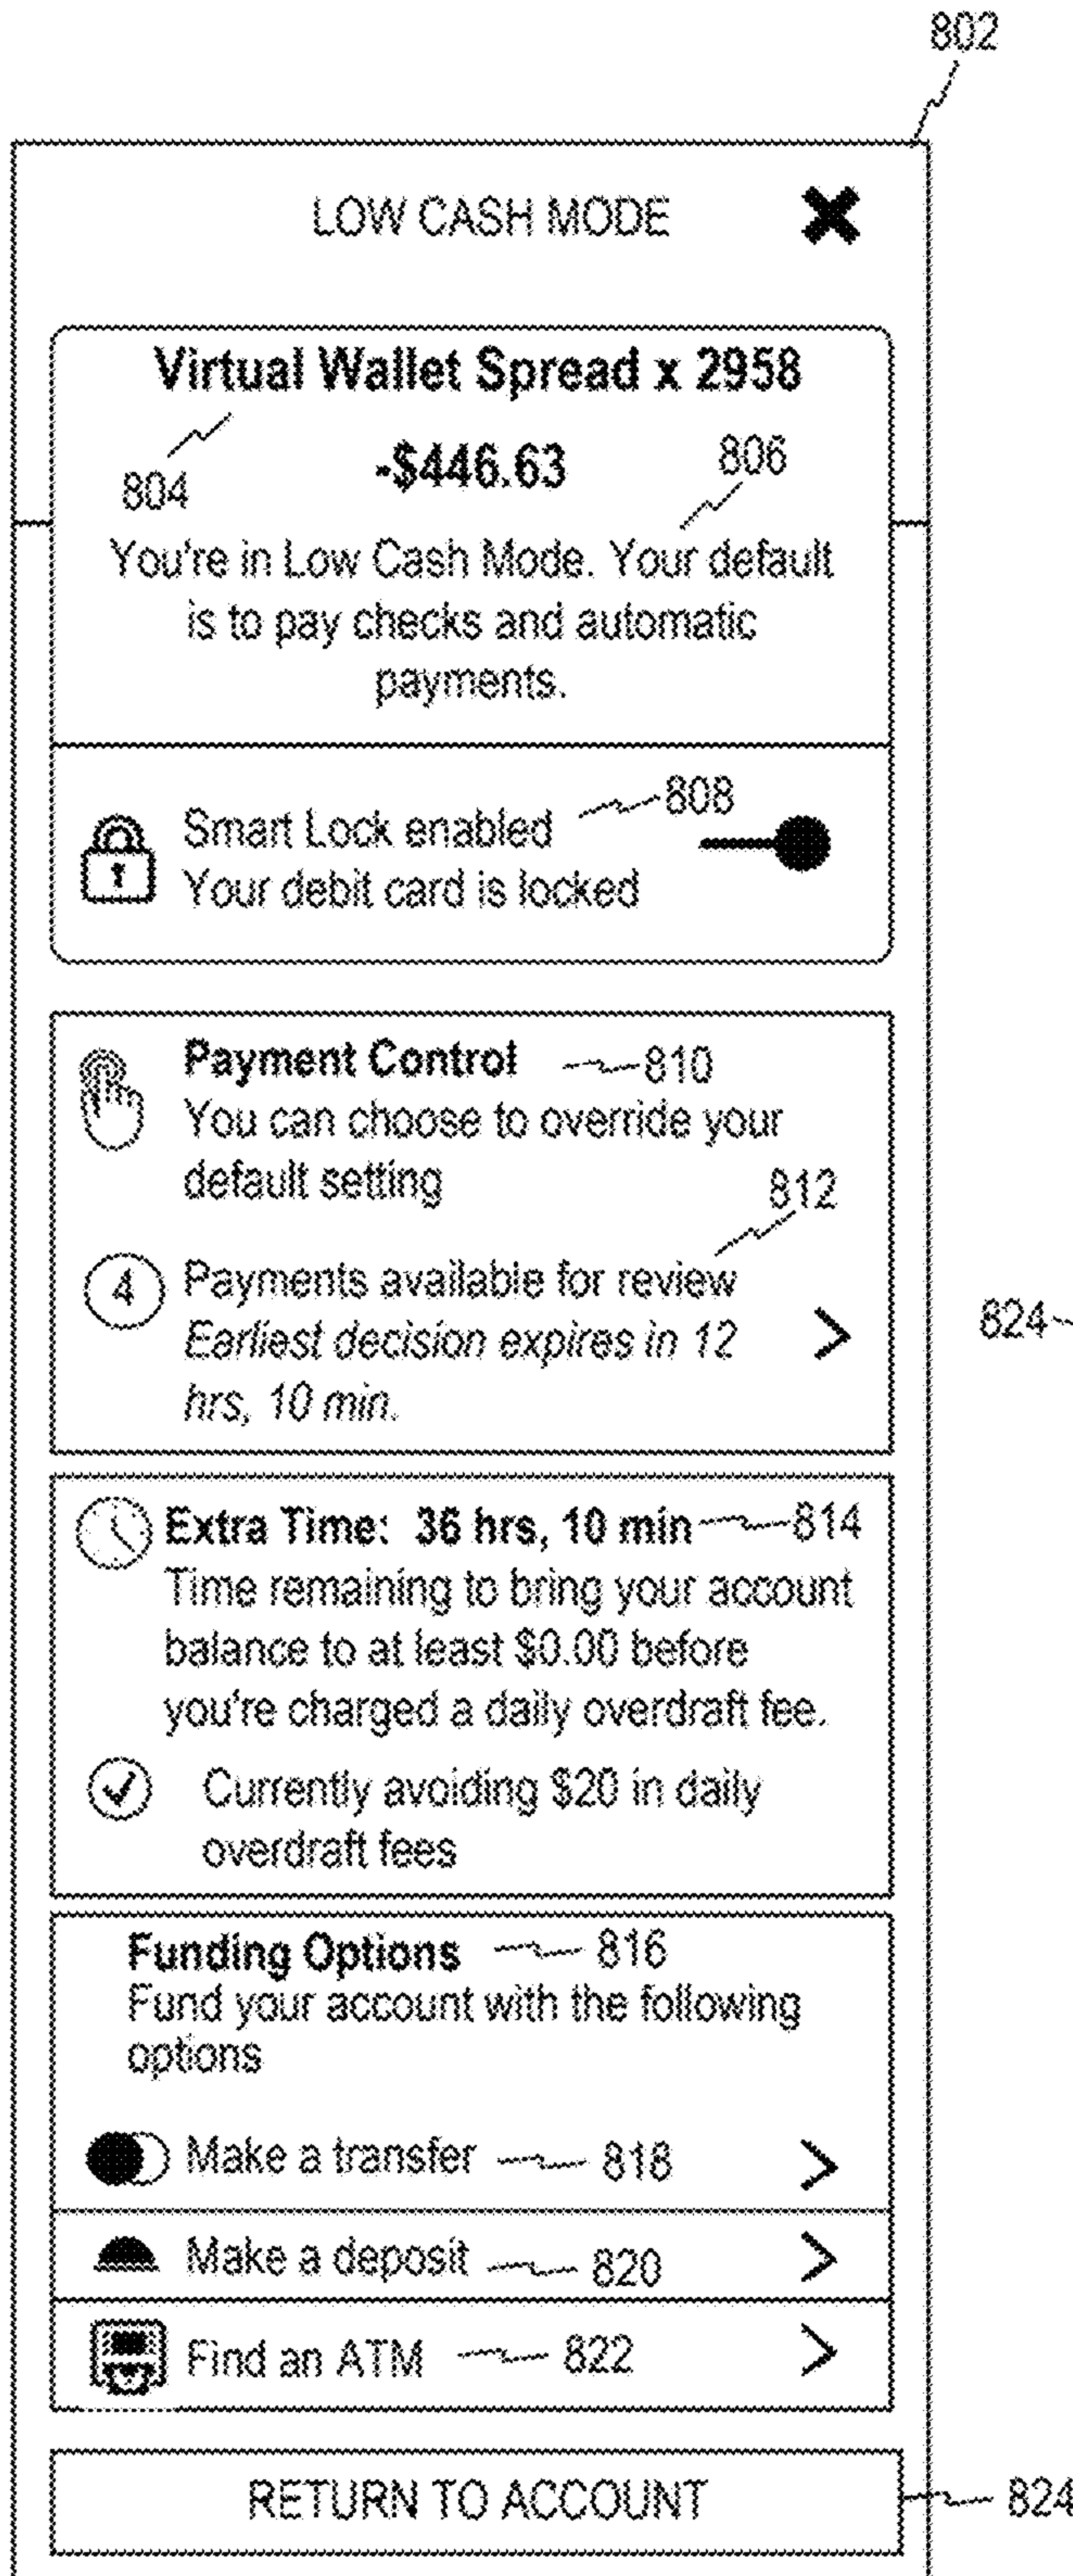 802
LOW CASH MODE
Virtual Wallet Spread x 2958
804
-$446.63
806
You're in Low Cash Mode. Your default
is to pay checks and automatic
payments.
Smart Lock enabled 808
Your debit card is locked
Payment Control 810
You can choose to override your
default setting
812
4 Payments available for review
Earliest decision expires in 12
hrs, 10 min.
824
Extra Time: 36 hrs, 10 min 814
Time remaining to bring your account
balance to at least $0.00 before
you're charged a daily overdraft fee.
Currently avoiding $20 in daily
overdraft fees
Funding Options 816
Fund your account with the following
options
Make a transfer 818
Make a deposit 820
Find an ATM 822
RETURN TO ACCOUNT 824